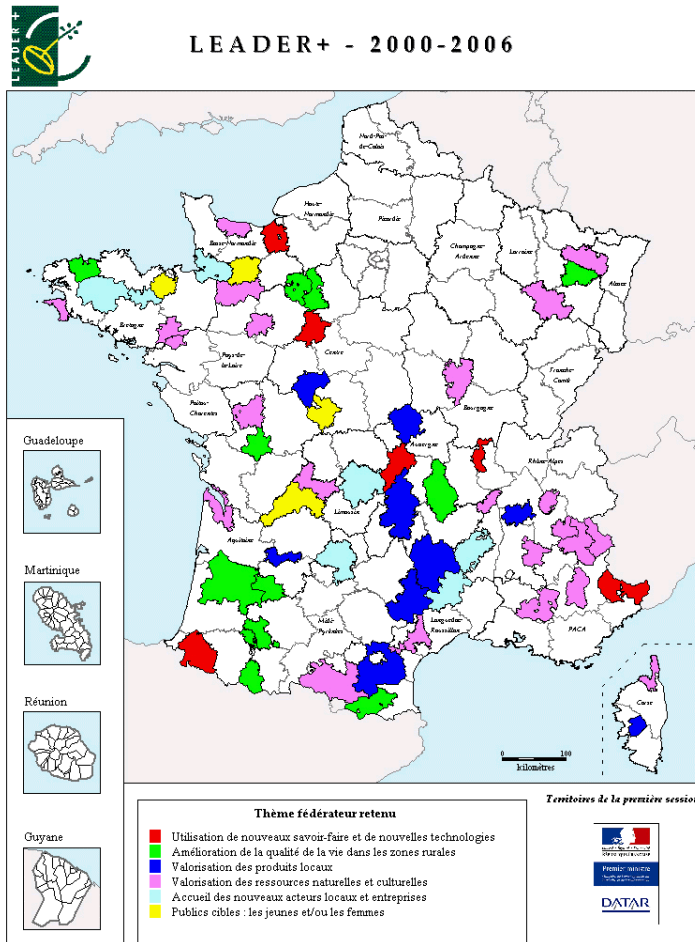 LEADER +
LEADER+ - 2000-2006
Nord-Pas-
de-Calais
Haute-
Normandie
Picardie
Basse-Normandie
Champagne-
Ardenne
Lorraine
Alsace
Bretagne
Pays-de-
la-Loire
Centre
Franche-
Comté
Bourgogne
Poitou-
Charentes
Auvergne
Rhône-Alpes
Limousin
Aquitaine
Midi-
Pyrénées
Languedoc-
Roussillon
PACA
Corse
Guadeloupe
Martinique
Réunion
Guyane
0 100
kilomètres
Territoires de la première session
Thème fédérateur retenu
Utilisation de nouveaux savoir-faire et de nouvelles technologies
Amélioration de la qualité de la vie dans les zones rurales
Valorisation des produits locaux
Valorisation des ressources naturelles et culturelles
Accueil des nouveaux acteurs locaux et entreprises
Publics cibles : les jeunes et/ou les femmes
RÉPUBLIQUE FRANÇAISE
Premier ministre
DATAR